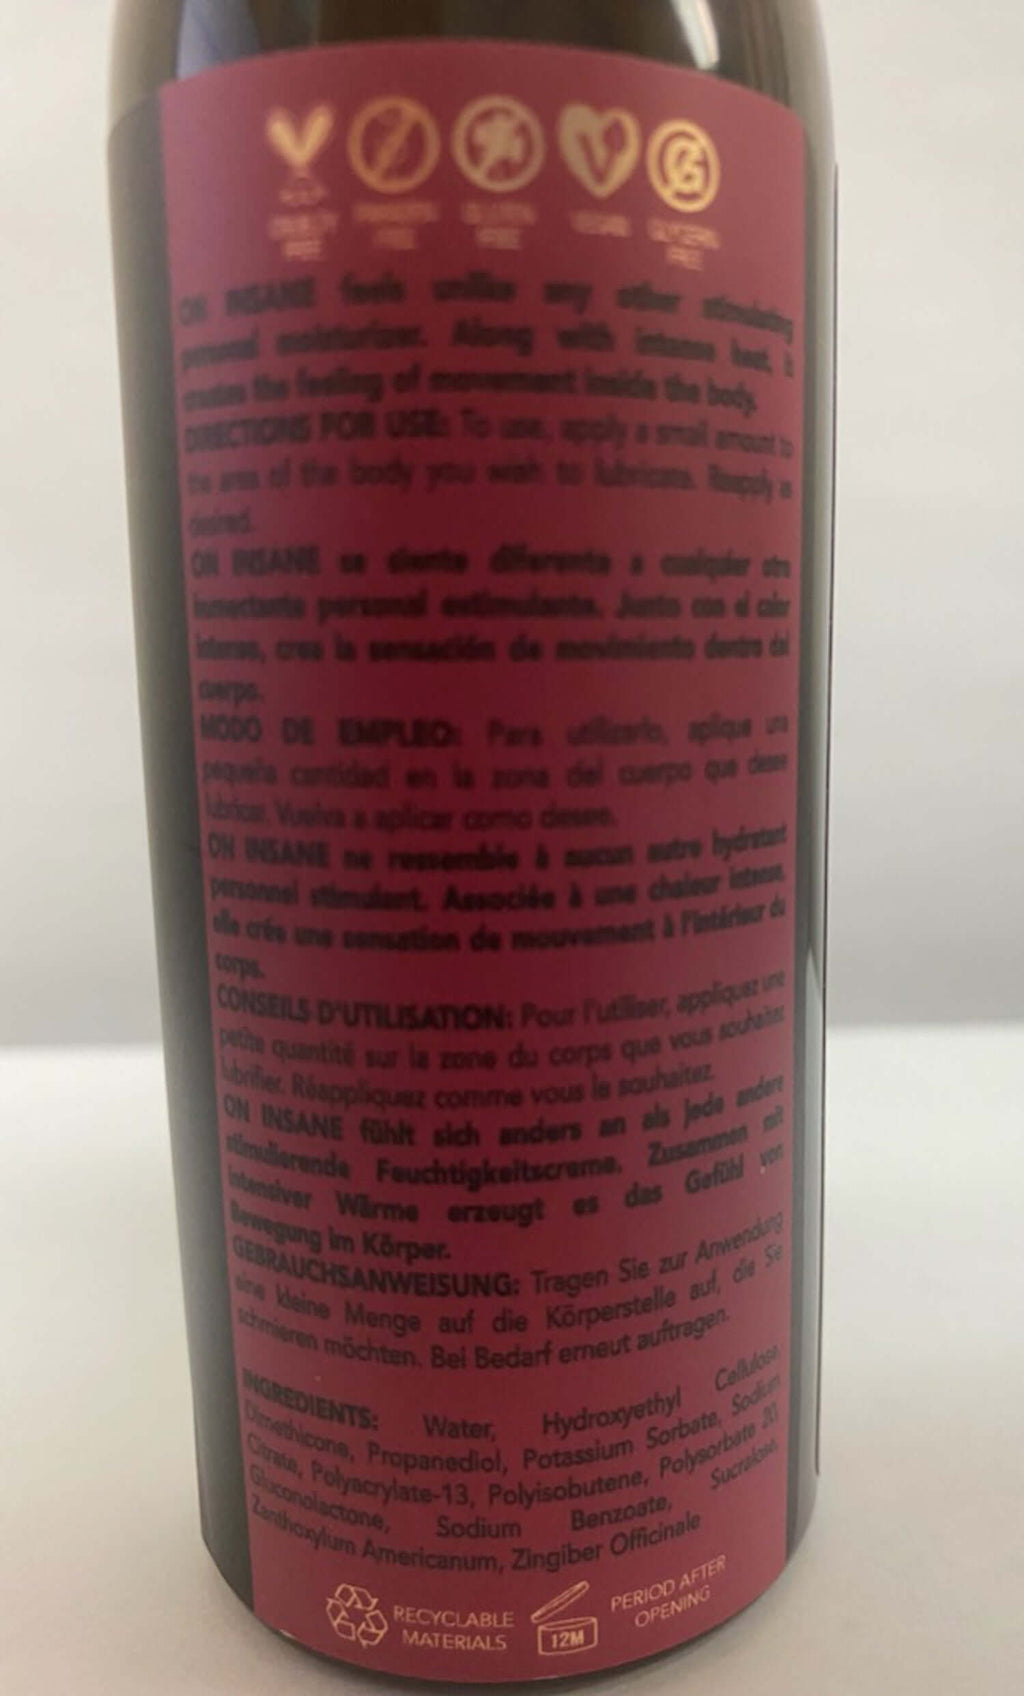 CRUELTY
FREE
PARABEN
FREE
GLUTEN
FREE
VEGAN
GLYCERIN
FREE
ON INSANE feels unlike any other stimulating
personal moisturizer. Along with intense heat, it
creates the feeling of movement inside the body.
DIRECTIONS FOR USE: To use, apply a small amount to
the area of the body you wish to lubricate. Reapply as
desired.
ON INSANE se siente diferente a cualquier otro
humectante personal estimulante. Junto con el calor
intenso, crea la sensación de movimiento dentro del
cuerpo.
MODO DE EMPLEO: Para utilizarlo, aplique una
pequeña cantidad en la zona del cuerpo que desee
lubricar. Vuelva a aplicar como desee.
ON INSANE ne ressemble à aucun autre hydratant
personnel stimulant. Associée à une chaleur intense,
elle crée une sensation de mouvement à l'intérieur du
corps.
CONSEILS D'UTILISATION: Pour l'utiliser, appliquez une
petite quantité sur la zone du corps que vous souhaitez
lubrifier. Réappliquez comme vous le souhaitez.
ON INSANE fühlt sich anders an als jede andere
stimulierende Feuchtigkeitscreme. Zusammen mit
intensiver Wärme erzeugt es das Gefühl von
Bewegung im Körper.
GEBRAUCHSANWEISUNG: Tragen Sie zur Anwendung
eine kleine Menge auf die Körperstelle auf, die Sie
schmieren möchten. Bei Bedarf erneut auftragen.
INGREDIENTS: Water, Hydroxyethyl Cellulose,
Dimethicone, Propanediol, Potassium Sorbate, Sodium
Citrate, Polyacrylate-13, Polyisobutene, Polysorbate 20,
Gluconolactone, Sodium Benzoate, Sucralose,
Zanthoxylum Americanum, Zingiber Officinale
RECYCLABLE
MATERIALS
12M
PERIOD AFTER
OPENING